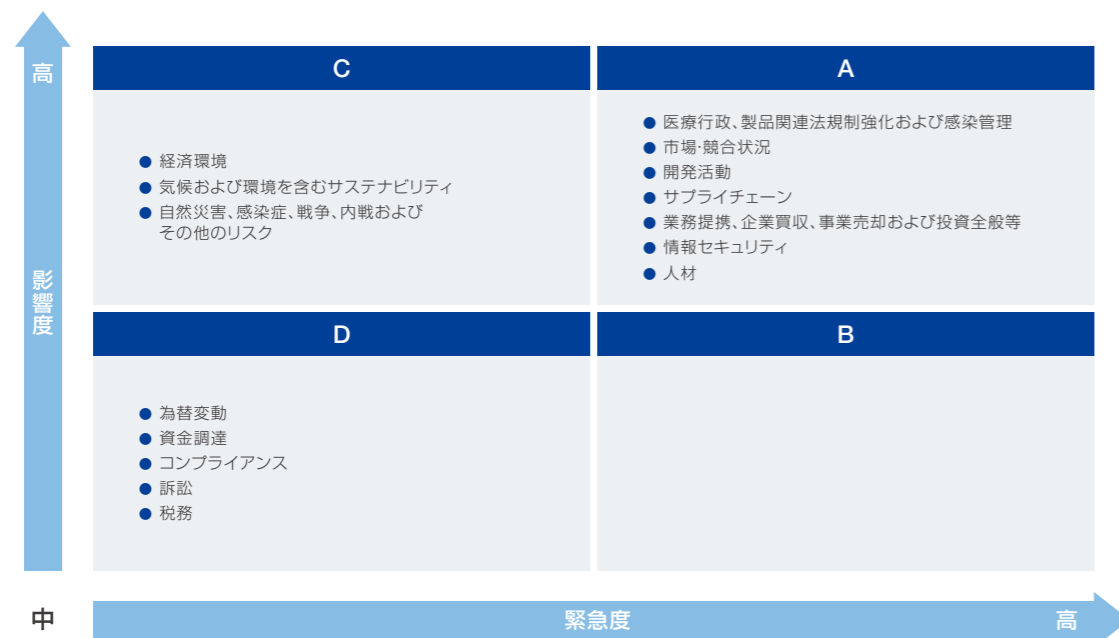 高
影響度
C
● 経済環境
● 気候および環境を含むサステナビリティ
● 自然災害、感染症、戦争、内戦および
その他のリスク
A
● 医療行政、製品関連法規制強化および感染管理
● 市場・競合状況
● 開発活動
● サプライチェーン
● 業務提携、企業買収、事業売却および投資全般等
● 情報セキュリティ
● 人材
D
● 為替変動
● 資金調達
● コンプライアンス
● 訴訟
● 税務
B
中
緊急度
高